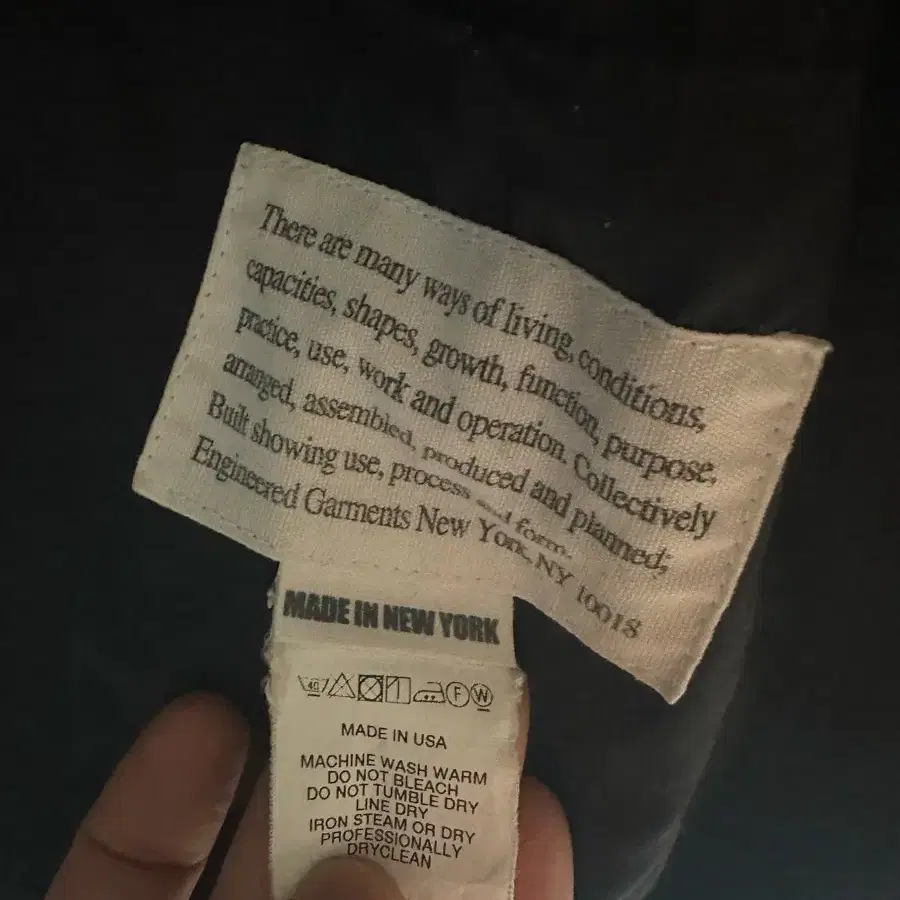 There are many ways of living, conditions,
capacities, shapes, growth, function, purpose,
practice, use, work and operation. Collectively
arranged, assembled, produced and planned;
Built showing use, process and form.
Engineered Garments New York, NY 10018
MADE IN NEW YORK
40 F W
MADE IN USA
MACHINE WASH WARM
DO NOT BLEACH
DO NOT TUMBLE DRY
LINE DRY
IRON STEAM OR DRY
PROFESSIONALLY
DRYCLEAN